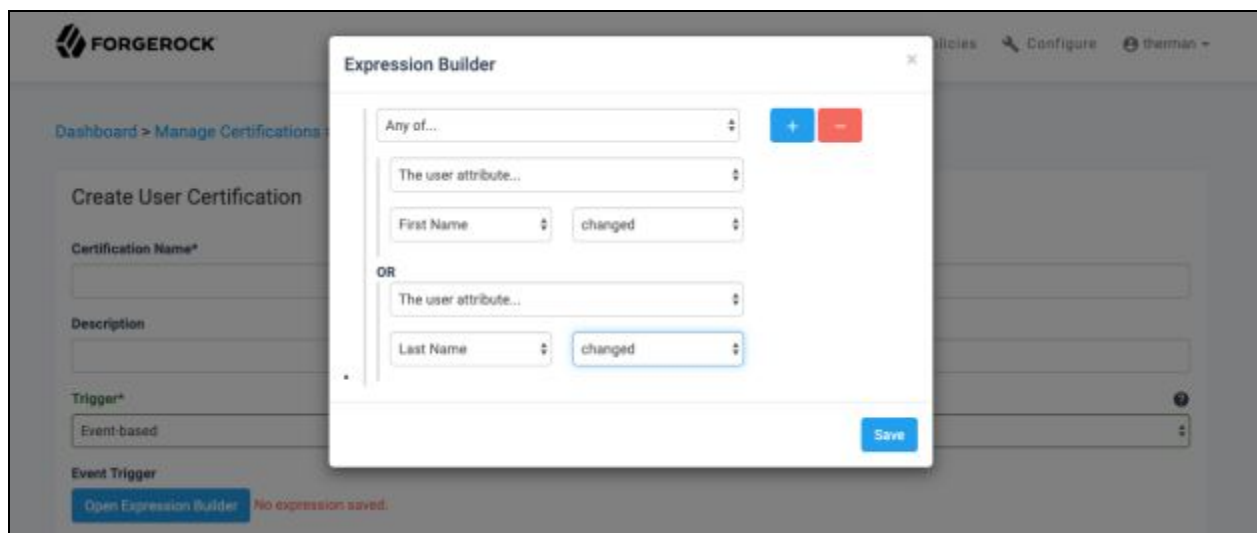 FORGEROCK
Configure
therman
Expression Builder
×
Dashboard > Manage Certifications
Any of...
+
−
The user attribute...
Create User Certification
First Name
changed
Certification Name*
OR
The user attribute...
Description
Last Name
changed
Trigger*
Event-based
Save
Event Trigger
Open Expression Builder
No expression saved.